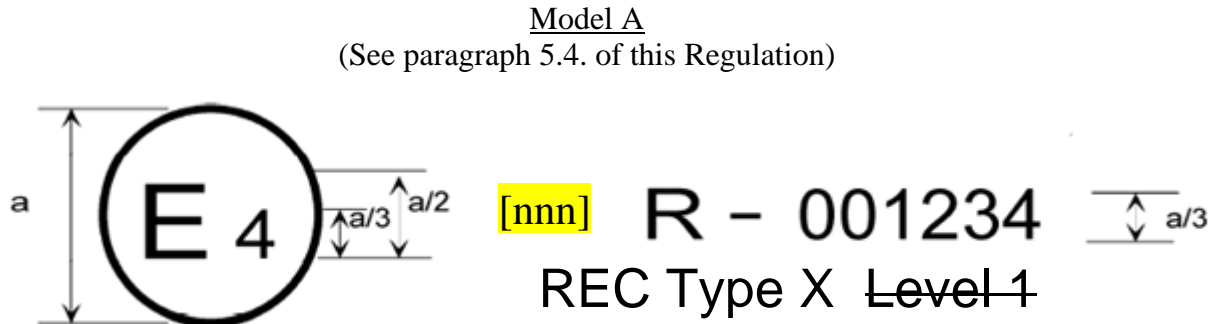 Model A
(See paragraph 5.4. of this Regulation)
a
E 4
a/3
a/2
[nnn] R - 001234
a/3
REC Type X Level 1